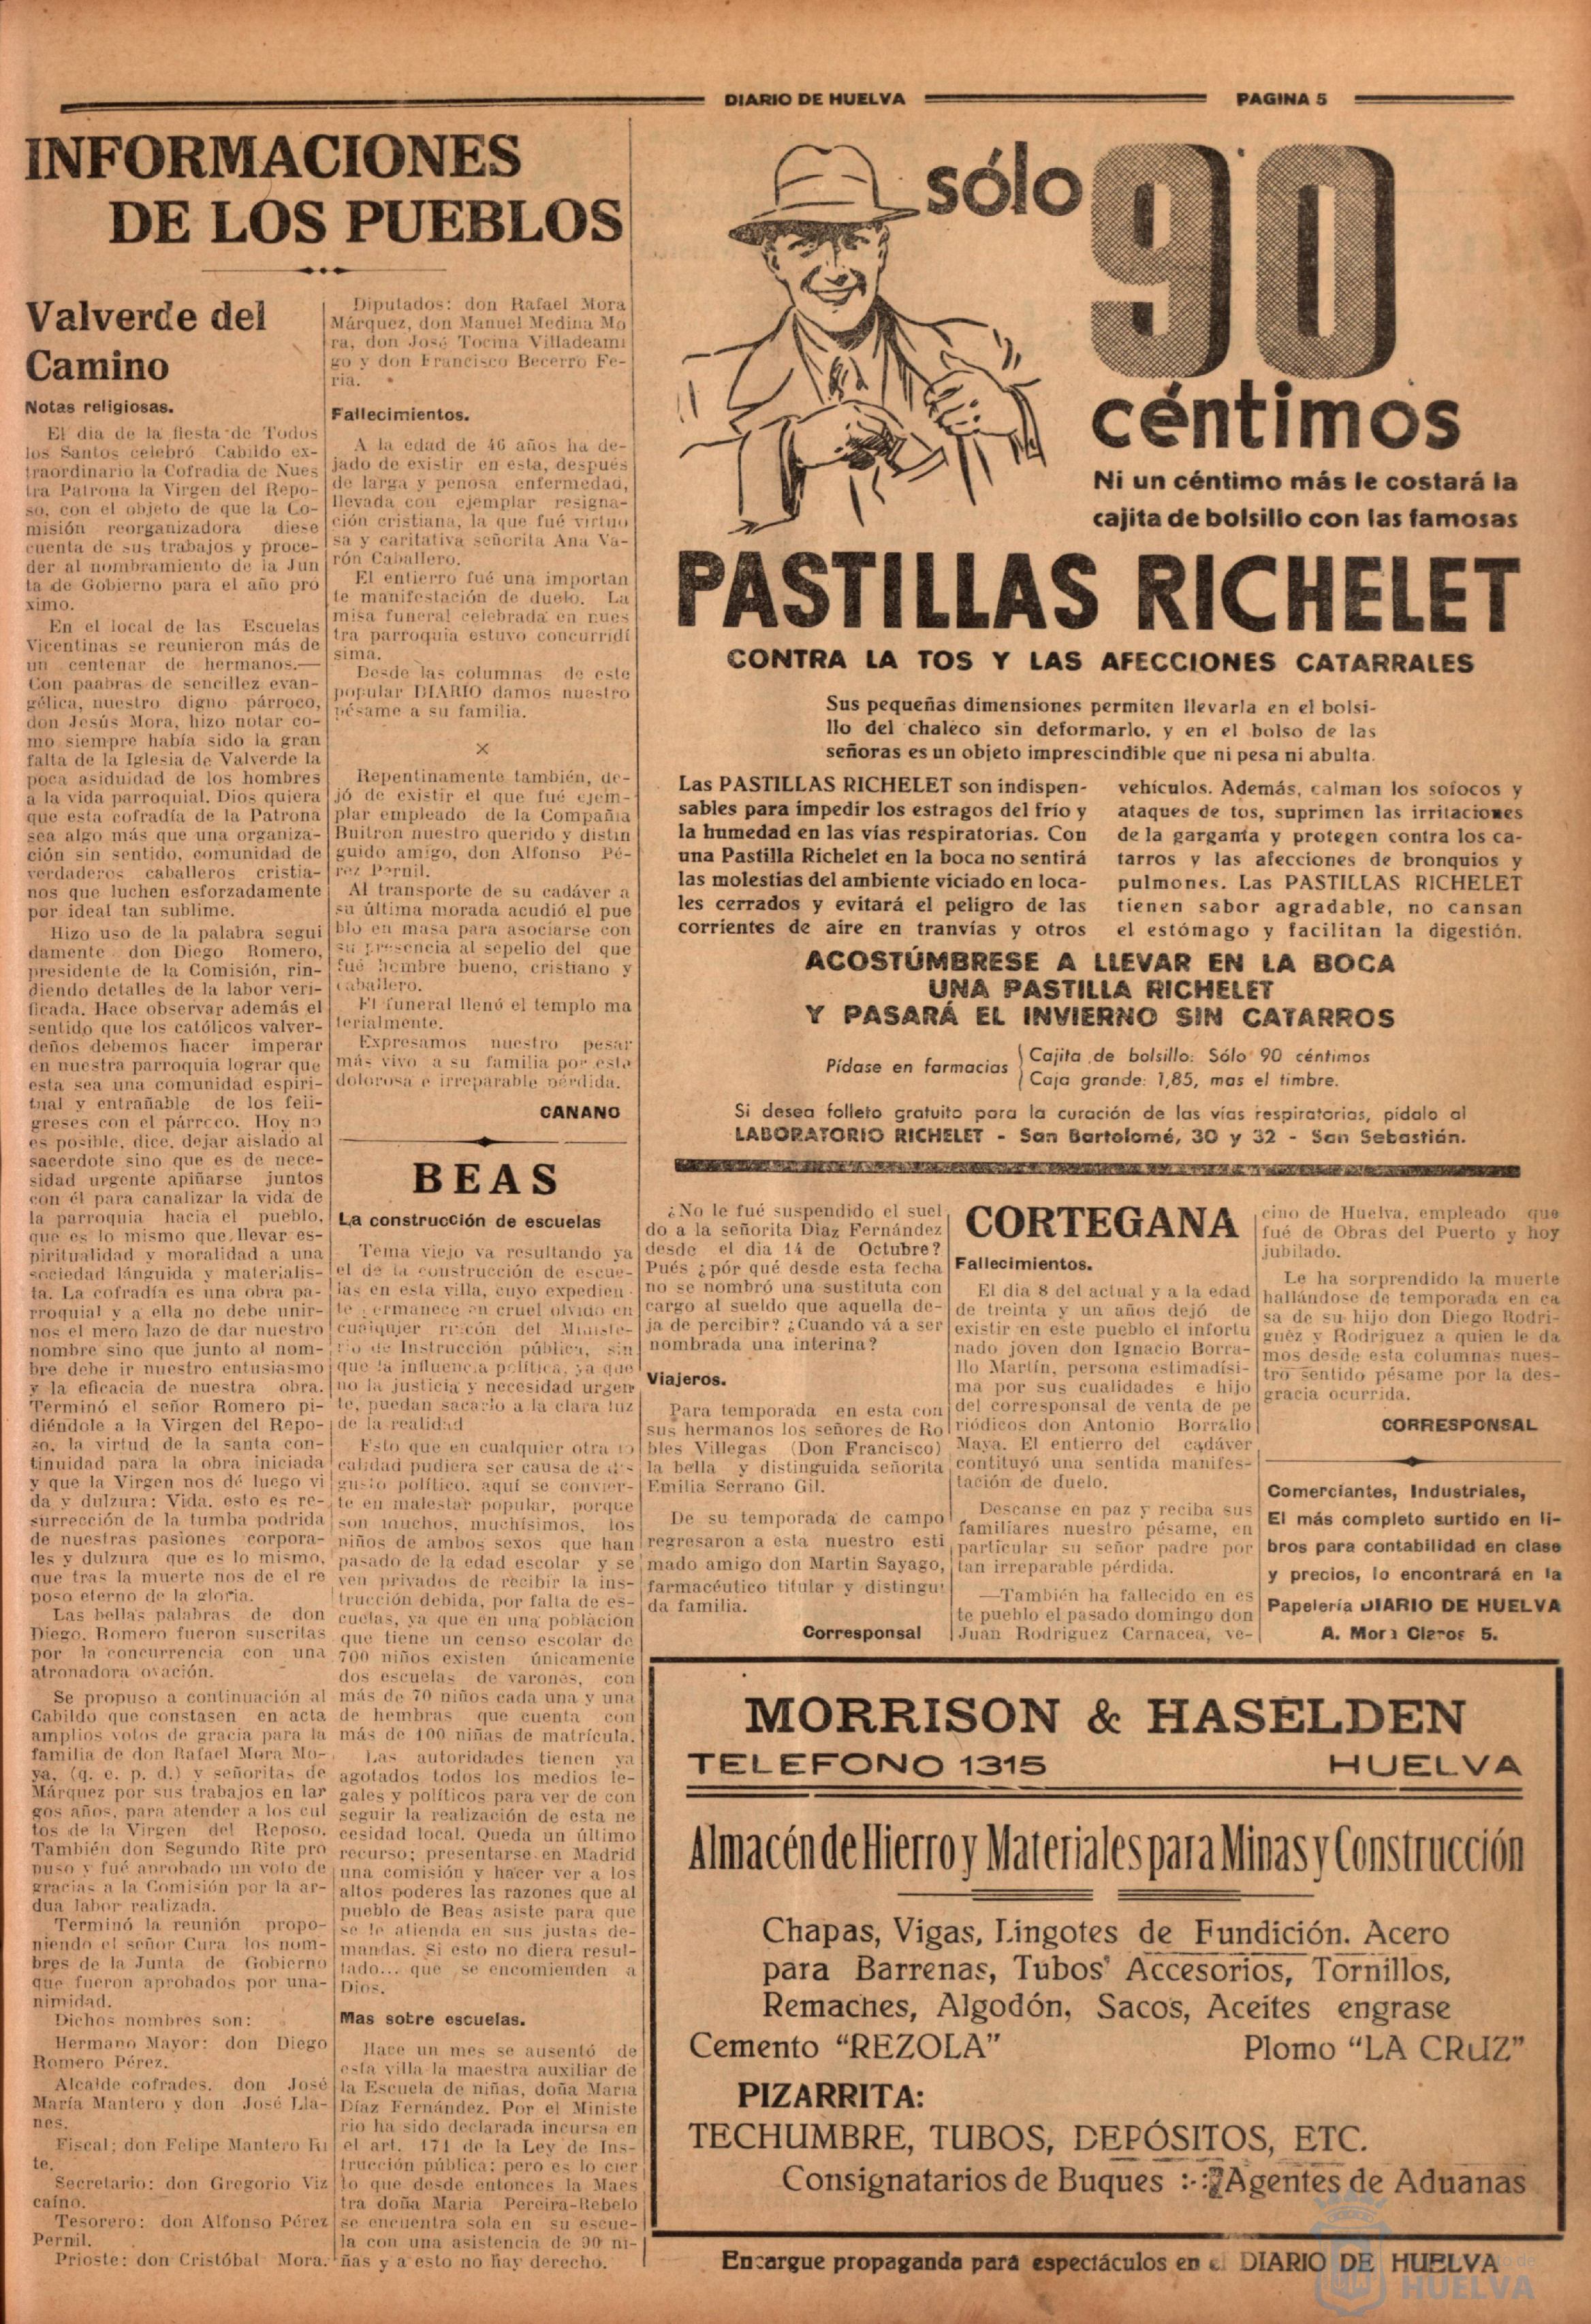 DIARIO DE HUELVA
PAGINA 5
INFORMACIONES
DE LOS PUEBLOS
Valverde del
Camino
Notas religiosas.
El dia de la fiesta de Todos
los Santos celebró Cabildo ex-
traordinario la Cofradia de Nues
tra Patrona la Virgen del Repo-
so, con el objeto de que la Co-
misión reorganizadora diese
cuenta de sus trabajos y proce-
der al nombramiento de la Jun
ta de Gobierno para el año pró
ximo.
En el local de las Escuelas
Vicentinas se reunieron más de
un centenar de hermanos.—
Con paabras de sencillez evan-
gélica, nuestro digno párroco,
don Jesús Mora, hizo notar co-
mo siempre había sido la gran
falta de la Iglesia de Valverde la
poca asiduidad de los hombres
a la vida parroquial. Dios quiera
que esta cofradía de la Patrona
sea algo más que una organiza-
ción sin sentido, comunidad de
verdaderos caballeros cristia-
nos que luchen esforzadamente
por ideal tan sublime.
Hizo uso de la palabra segui
damente don Diego Romero,
presidente de la Comisión, rin-
diendo detalles de la labor veri-
ficada. Hace observar además el
sentido que los católicos valver-
deños debemos hacer imperar
en nuestra parroquia lograr que
esta sea una comunidad espiri-
tual y entrañable de los feli-
greses con el párroco. Hoy no
es posible, dice, dejar aislado al
sacerdote sino que es de nece-
sidad urgente apiñarse juntos
con él para canalizar la vida de
la parroquia hacia el pueblo,
que es lo mismo que llevar es-
piritualidad y moralidad a una
sociedad lánguida y materialis-
ta. La cofradía es una obra pa-
rroquial y a ella no debe unir-
nos el mero lazo de dar nuestro
nombre sino que junto al nom-
bre debe ir nuestro entusiasmo
y la eficacia de nuestra obra.
Terminó el señor Romero pi-
diéndole a la Virgen del Repo-
so, la virtud de la santa con-
tinuidad para la obra iniciada
y que la Virgen nos dé luego vi
da y dulzura: Vida, esto es re-
surrección de la tumba podrida
de nuestras pasiones corpora-
les y dulzura que es lo mismo,
que tras la muerte nos de el re
poso eterno de la gloria.
Las bellas palabras de don
Diego Romero fueron suscritas
por la concurrencia con una
atronadora ovación.
Se propuso a continuación al
Cabildo que constasen en acta
amplios votos de gracia para la
familia de don Rafael Mora Mo-
ya, (q. e. p. d.) y señoritas de
Márquez por sus trabajos en lar
gos años, para atender a los cul
tos de la Virgen del Reposo.
También don Segundo Rite pro
puso y fué aprobado un voto de
gracias a la Comisión por la ar-
dua labor realizada.
Terminó la reunión propo-
niendo el señor Cura los nom-
bres de la Junta de Gobierno
que fueron aprobados por una-
nimidad.
Dichos nombres son:
Hermano Mayor: don Diego
Romero Pérez.
Alcalde cofrades, don José
María Mantero y don José Lla-
nes.
Fiscal; don Felipe Mantero Ri
te.
Secretario: don Gregorio Viz
caíno.
Tesorero: don Alfonso Pérez
Pernil.
Prioste: don Cristóbal Mora.
Diputados: don Rafael Mora
Márquez, don Manuel Medina Mo
ra, don José Tocina Villadeami
go y don Francisco Becerro Fe-
ria.
Fallecimientos.
A la edad de 46 años ha de-
jado de existir en esta, después
de larga y penosa enfermedad,
llevada con ejemplar resigna-
ción cristiana, la que fué virtuo
sa y caritativa señorita Ana Va-
rón Caballero.
El entierro fué una importan
te manifestación de duelo. La
misa funeral celebrada en nues
tra parroquia estuvo concurridí
sima.
Desde las columnas de este
popular DIARIO damos nuestro
pésame a su familia.
×
Repentinamente también, de-
jó de existir el que fué ejem-
plar empleado de la Compañia
Buitrón nuestro querido y distin
guido amigo, don Alfonso Pé-
rez Pernil.
Al transporte de su cadáver a
su última morada acudió el pue
blo en masa para asociarse con
su presencia al sepelio del que
fué hombre bueno, cristiano y
caballero.
El funeral llenó el templo ma
terialmente.
Expresamos nuestro pesar
más vivo a su familia por esta
dolorosa e irreparable pérdida.
CANANO
BEAS
La construcción de escuelas
Tema viejo va resultando ya
el de la construcción de escue-
las en esta villa, cuyo expedien
te permanece en cruel olvido en
cualquier rincón del Ministe-
rio de Instrucción pública, sin
que la influencia política, ya que
no la justicia y necesidad urgen
te, puedan sacarlo a la clara luz
de la realidad
Esto que en cualquier otra lo
calidad pudiera ser causa de dis
gusto político, aquí se convier-
te en malestar popular, porque
son muchos, muchísimos, los
niños de ambos sexos que han
pasado de la edad escolar y se
ven privados de recibir la ins-
trucción debida, por falta de es-
cuelas, ya que en una población
que tiene un censo escolar de
700 niños existen únicamente
dos escuelas de varones, con
más de 70 niños cada una y una
de hembras que cuenta con
más de 100 niñas de matrícula.
Las autoridades tienen ya
agotados todos los medios le-
gales y políticos para ver de con
seguir la realización de esta ne
cesidad local. Queda un último
recurso; presentarse en Madrid
una comisión y hacer ver a los
altos poderes las razones que al
pueblo de Beas asiste para que
se le atienda en sus justas de-
mandas. Si esto no diera resul-
tado... que se encomienden a
Dios.
Mas sobre escuelas.
Hace un mes se ausentó de
esta villa la maestra auxiliar de
la Escuela de niñas, doña Maria
Díaz Fernández. Por el Ministe
rio ha sido declarada incursa en
el art. 171 de la Ley de Ins-
trucción pública; pero es lo cier
to que desde entonces la Maes
tra doña Maria Pereira-Rebelo
se encuentra sola en su escue-
la con una asistencia de 90 ni-
ñas y a esto no hay derecho.
sólo 90
céntimos
Ni un céntimo más le costará la
cajita de bolsillo con las famosas
PASTILLAS RICHELET
CONTRA LA TOS Y LAS AFECCIONES CATARRALES
Sus pequeñas dimensiones permiten llevarla en el bolsi-
llo del chaleco sin deformarlo, y en el bolso de las
señoras es un objeto imprescindible que ni pesa ni abulta.
Las PASTILLAS RICHELET son indispen-
sables para impedir los estragos del frío y
la humedad en las vías respiratorias. Con
una Pastilla Richelet en la boca no sentirá
las molestias del ambiente viciado en loca-
les cerrados y evitará el peligro de las
corrientes de aire en tranvías y otros
vehículos. Además, calman los sofocos y
ataques de tos, suprimen las irritaciones
de la garganta y protegen contra los ca-
tarros y las afecciones de bronquios y
pulmones. Las PASTILLAS RICHELET
tienen sabor agradable, no cansan
el estómago y facilitan la digestión.
ACOSTÚMBRESE A LLEVAR EN LA BOCA
UNA PASTILLA RICHELET
Y PASARÁ EL INVIERNO SIN CATARROS
Pídase en farmacias
Cajita de bolsillo: Sólo 90 céntimos
Caja grande: 1,85, mas el timbre.
Si desea folleto gratuito para la curación de las vías respiratorias, pídalo al
LABORATORIO RICHELET - San Bartolomé, 30 y 32 - San Sebastián.
¿No le fué suspendido el suel
do a la señorita Diaz Fernández
desde el dia 14 de Octubre?
Pués ¿pór qué desde esta fecha
no se nombró una sustituta con
cargo al sueldo que aquella de-
ja de percibir? ¿Cuando vá a ser
nombrada una interina?
Viajeros.
Para temporada en esta con
sus hermanos los señores de Ro
bles Villegas (Don Francisco)
la bella y distinguida señorita
Emilia Serrano Gil.
De su temporada de campo
regresaron a esta nuestro esti
mado amigo don Martin Sayago,
farmacéutico titular y distingui
da familia.
Corresponsal
CORTEGANA
Fallecimientos.
El dia 8 del actual y a la edad
de treinta y un años dejó de
existir en este pueblo el infortu
nado joven don Ignacio Borra-
llo Martín, persona estimadísi-
ma por sus cualidades e hijo
del corresponsal de venta de pe
riódicos don Antonio Borrallo
Maya. El entierro del cadáver
contituyó una sentida manifes-
tación de duelo.
Descanse en paz y reciba sus
familiares nuestro pésame, en
particular su señor padre por
tan irreparable pérdida.
—También ha fallecido en es
te pueblo el pasado domingo don
Juan Rodriguez Carnacea, ve-
cino de Huelva, empleado que
fué de Obras del Puerto y hoy
jubilado.
Le ha sorprendido la muerte
hallándose de temporada en ca
sa de su hijo don Diego Rodri-
guéz y Rodriguez a quien le da
mos desde esta columnas nues-
tro sentido pésame por la des-
gracia ocurrida.
CORRESPONSAL
Comerciantes, Industriales,
El más completo surtido en li-
bros para contabilidad en clase
y precios, lo encontrará en la
Papelería DIARIO DE HUELVA
A. Mora Claros 5.
MORRISON & HASELDEN
TELEFONO 1315 HUELVA
Almacén de Hierro y Materiales para Minas y Construcción
Chapas, Vigas, Lingotes de Fundición. Acero
para Barrenas, Tubos' Accesorios, Tornillos,
Remaches, Algodón, Sacos, Aceites engrase
Cemento "REZOLA" Plomo "LA CRUZ"
PIZARRITA:
TECHUMBRE, TUBOS, DEPÓSITOS, ETC.
Consignatarios de Buques :-: Agentes de Aduanas
Encargue propaganda para espectáculos en el DIARIO DE HUELVA
HUELVA